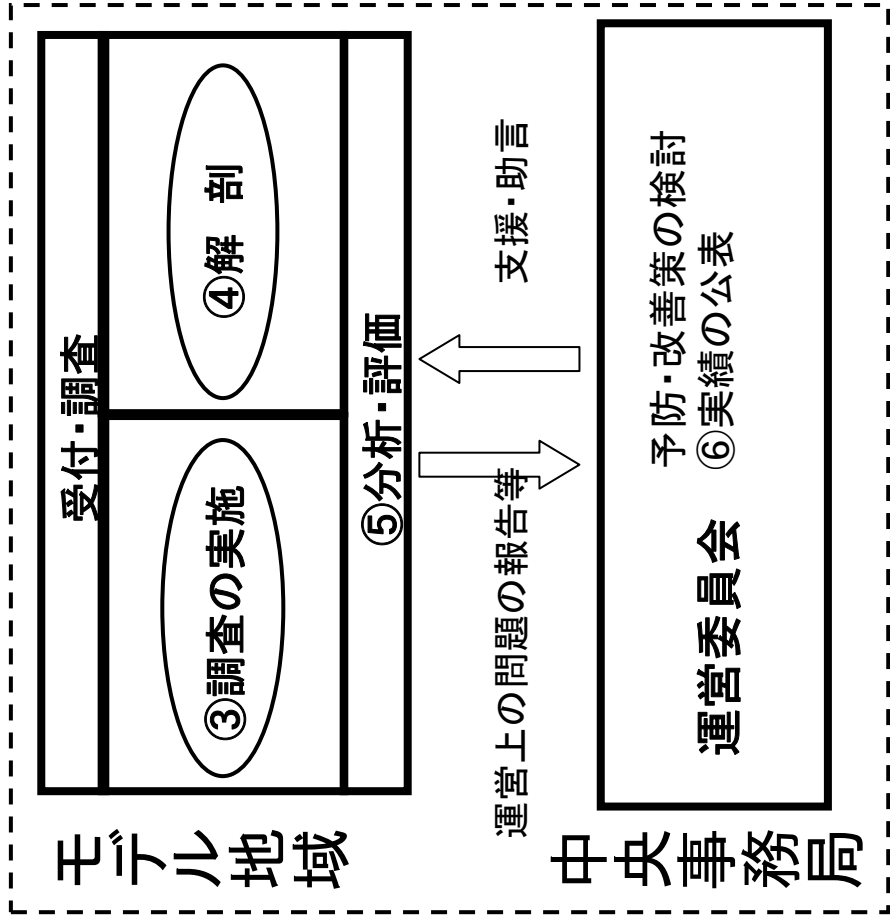 モデル地域
受付・調査
③調査の実施
④解　剖
⑤分析・評価
運営上の問題の報告等
支援・助言
中央事務局
運営委員会
予防・改善策の検討
⑥実績の公表